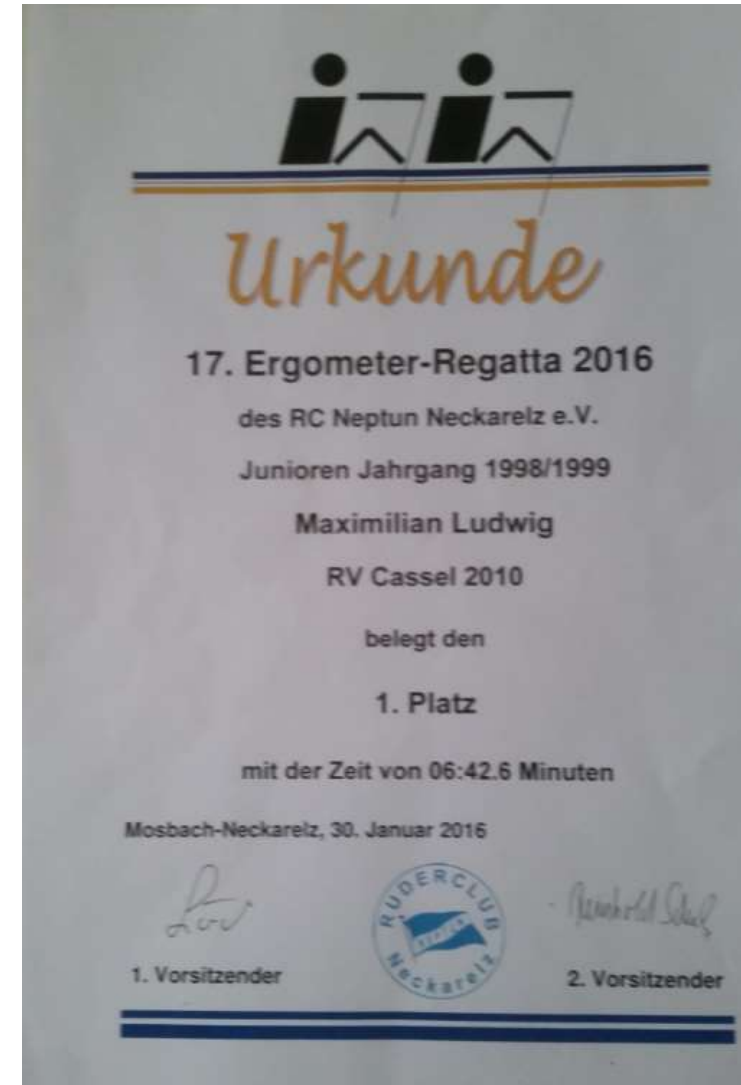 Urkunde
17. Ergometer-Regatta 2016
des RC Neptun Neckarelz e.V.
Junioren Jahrgang 1998/1999
Maximilian Ludwig
RV Cassel 2010
belegt den
1. Platz
mit der Zeit von 06:42.6 Minuten
Mosbach-Neckarelz, 30. Januar 2016
RUDERCLUB
Neckarelz
1. Vorsitzender
2. Vorsitzender